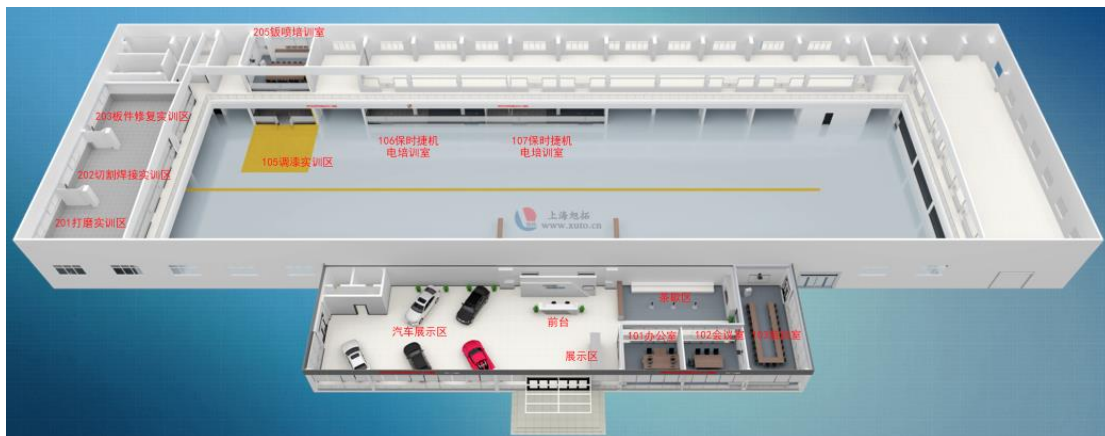 205钣喷培训室
203板件修复实训区
106保时捷机
电培训室
107保时捷机
电培训室
105调漆实训区
202切割焊接实训区
201打磨实训区
上海旭拓
www.xuto.cn
茶歇区
汽车展示区
前台
101办公室
102会议室
展示区